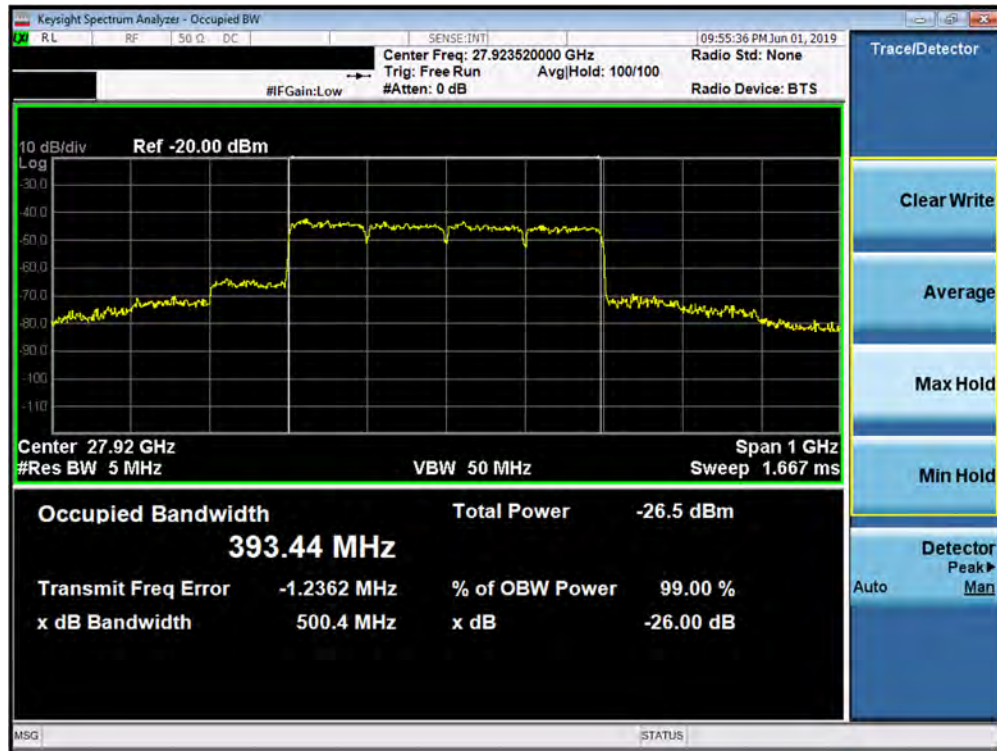 Keysight Spectrum Analyzer - Occupied BW
LXI RL RF 50 Ω DC SENSE:INT 09:55:36 PM Jun 01, 2019
Center Freq: 27.923520000 GHz Radio Std: None
Trig: Free Run Avg|Hold: 100/100
#IFGain:Low #Atten: 0 dB Radio Device: BTS
10 dB/div Ref -20.00 dBm
Log
-30.0
-40.0
-50.0
-60.0
-70.0
-80.0
-90.0
-100
-110
Center 27.92 GHz Span 1 GHz
#Res BW 5 MHz VBW 50 MHz Sweep 1.667 ms
Occupied Bandwidth Total Power -26.5 dBm
393.44 MHz
Transmit Freq Error -1.2362 MHz % of OBW Power 99.00 %
x dB Bandwidth 500.4 MHz x dB -26.00 dB
MSG STATUS
Trace/Detector
Clear Write
Average
Max Hold
Min Hold
Detector
Peak▶
Auto Man